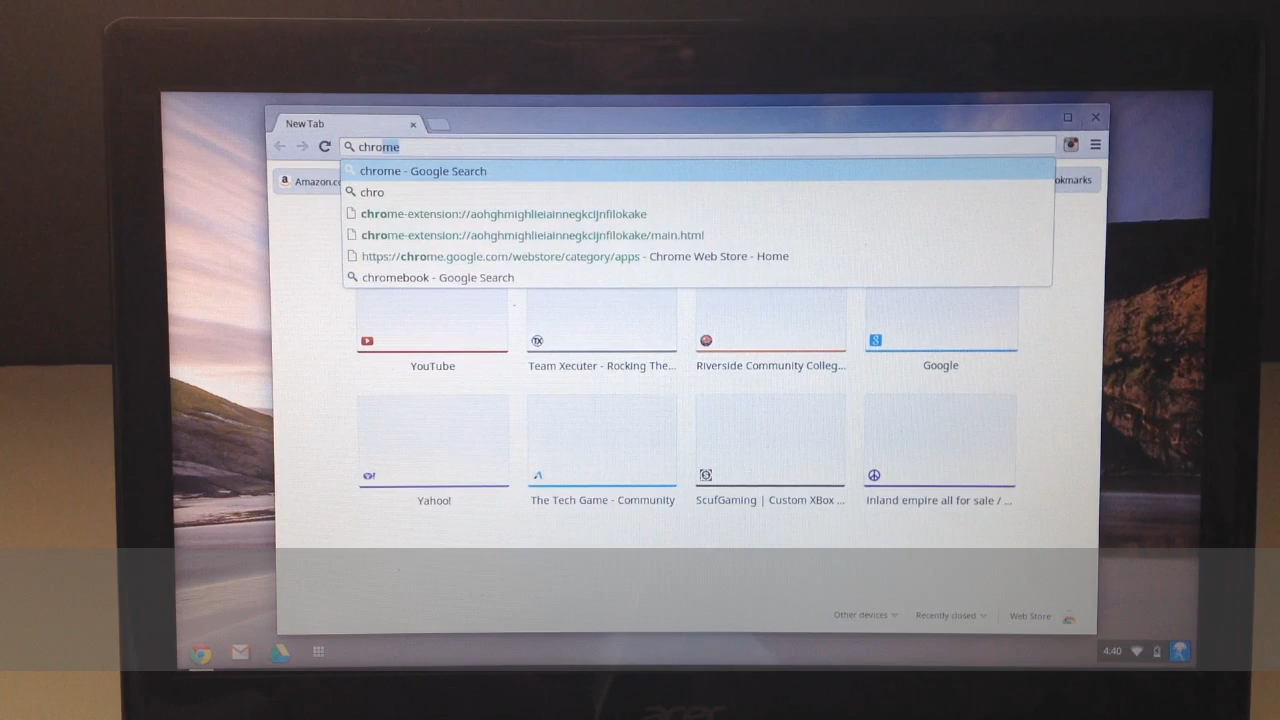 New Tab
chrome
Amazon.c
okmarks
chrome - Google Search
chro
chrome-extension://aohghmighlieiainnegkcijnfilokake
chrome-extension://aohghmighlieiainnegkcijnfilokake/main.html
https://chrome.google.com/webstore/category/apps - Chrome Web Store - Home
chromebook - Google Search
YouTube
Team Xecuter - Rocking The...
Riverside Community Colleg...
Google
Yahoo!
The Tech Game - Community
ScufGaming | Custom XBox ...
Inland empire all for sale / ...
Other devices
Recently closed
Web Store
4:40
acer